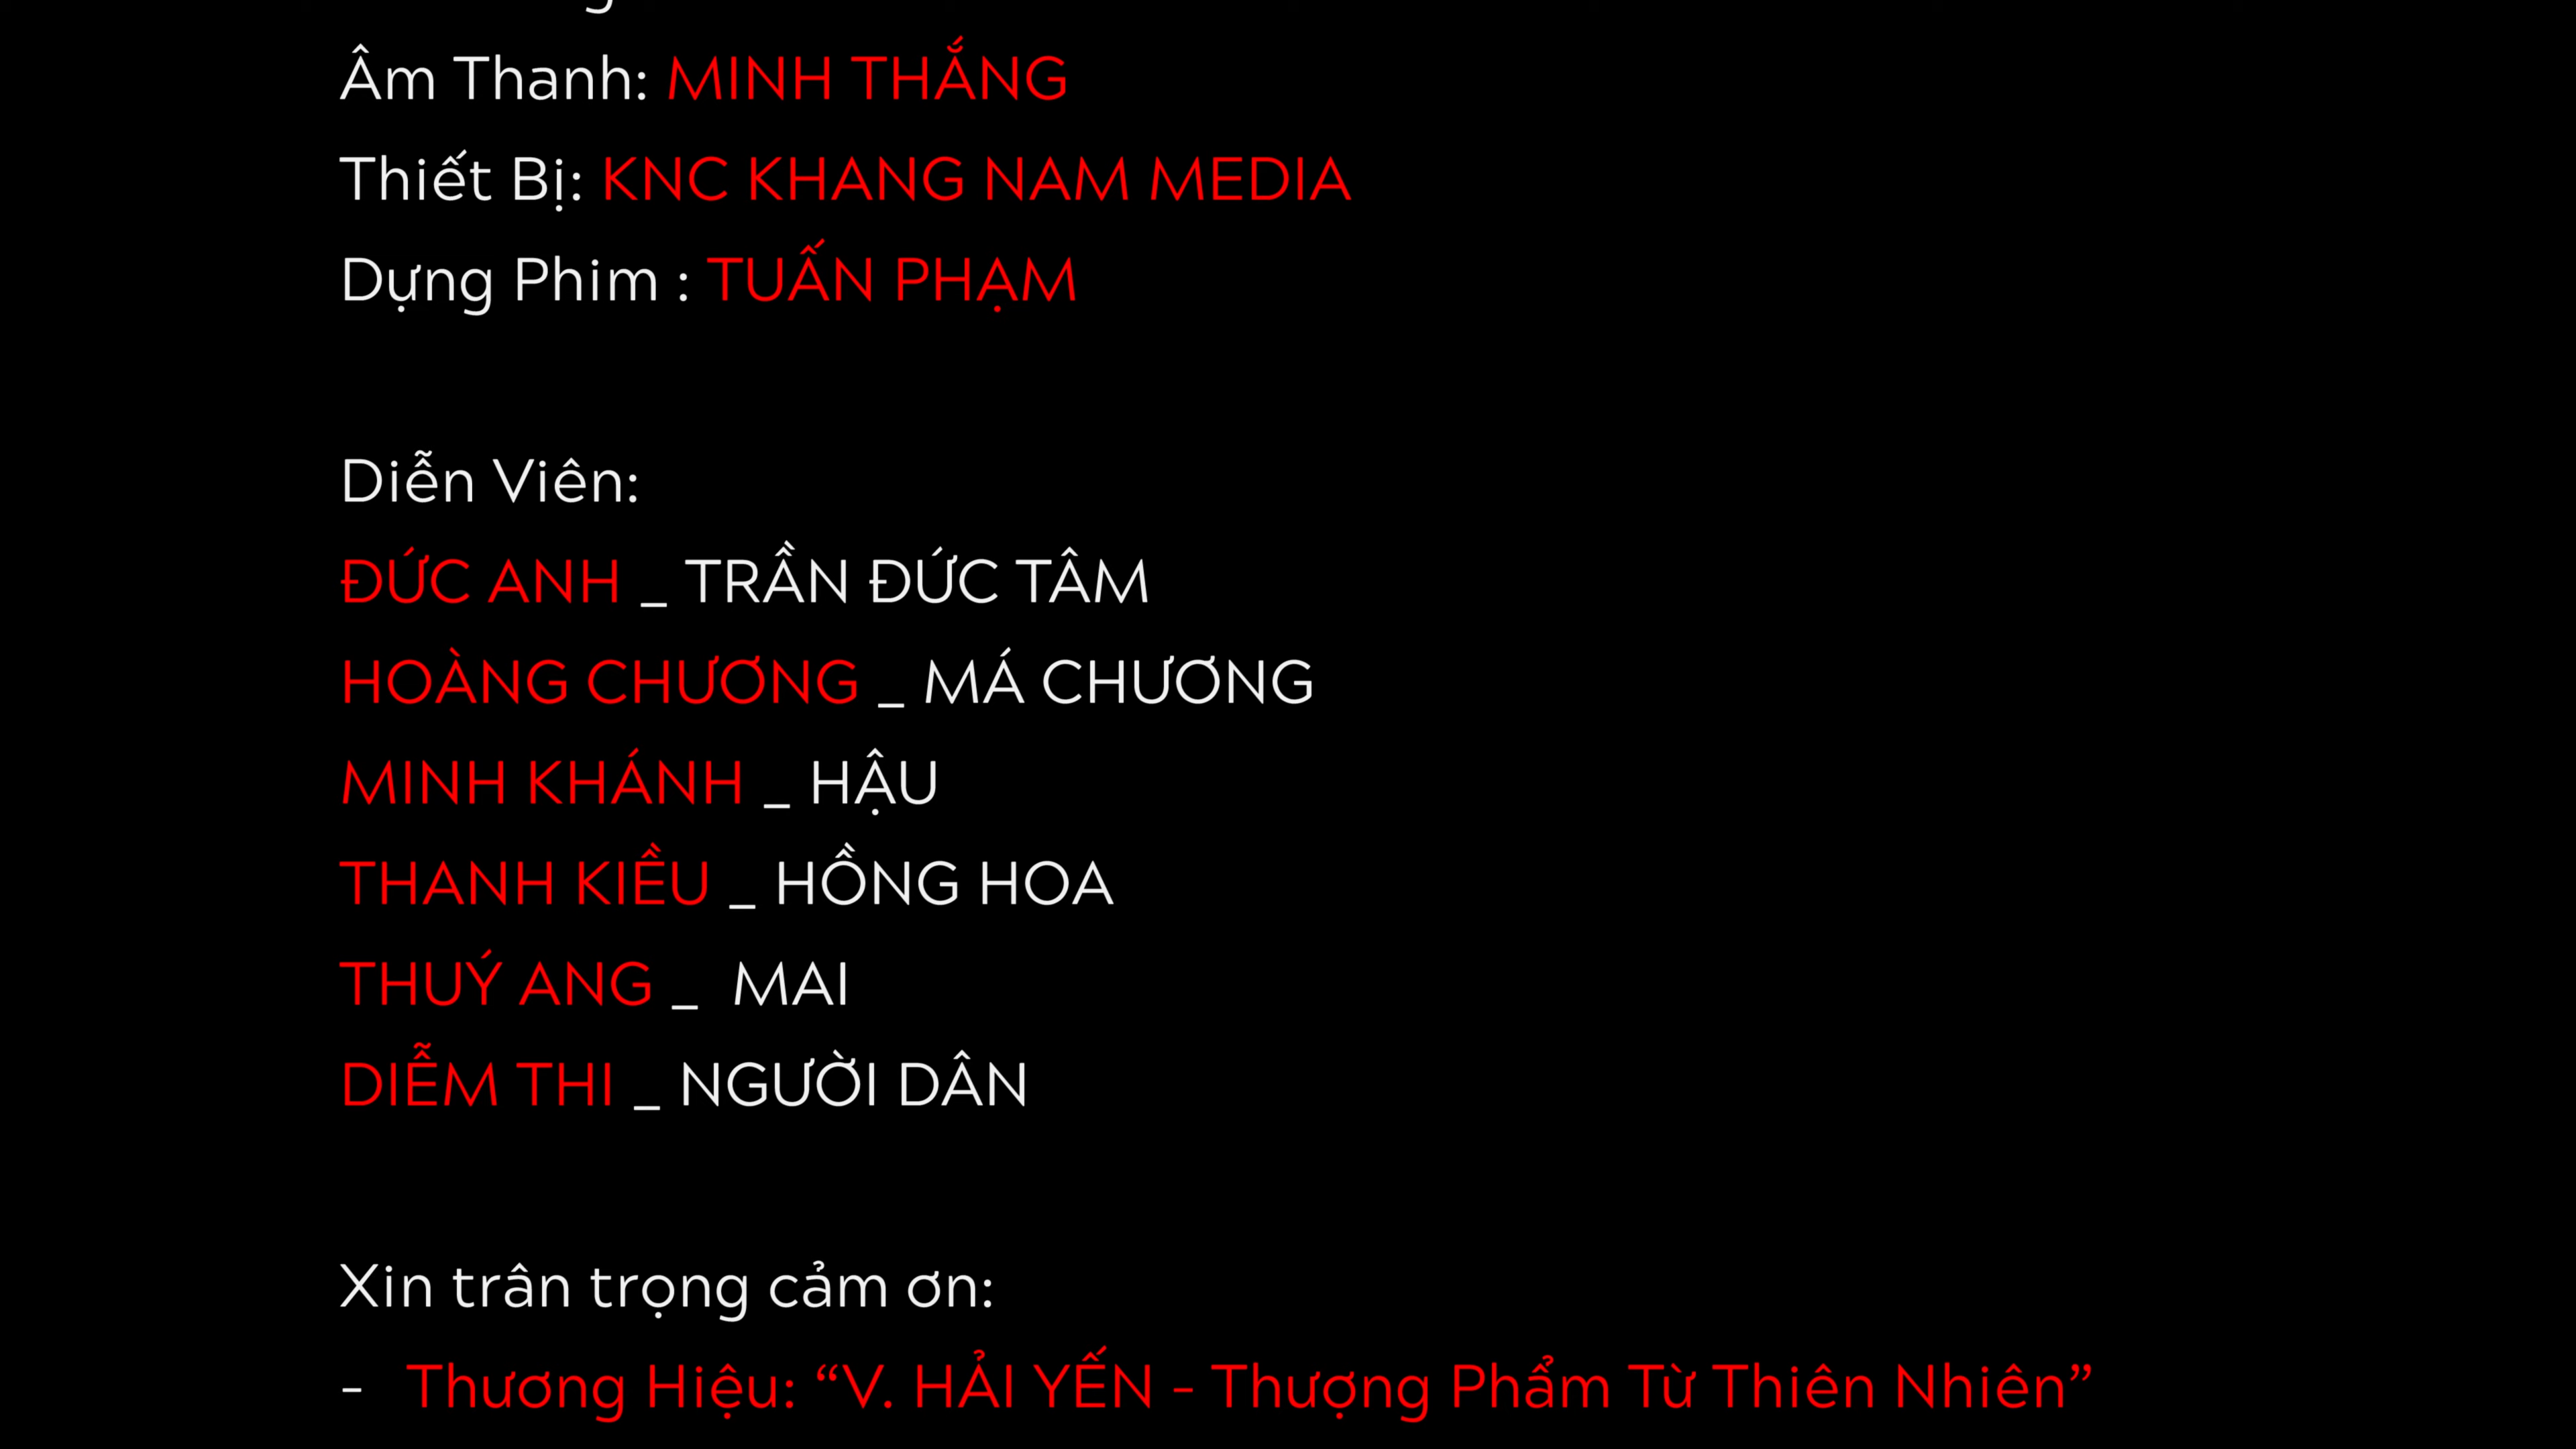 Âm Thanh: MINH THẮNG
Thiết Bị: KNC KHANG NAM MEDIA
Dựng Phim : TUẤN PHẠM
Diễn Viên:
ĐỨC ANH _ TRẦN ĐỨC TÂM
HOÀNG CHƯƠNG _ MÁ CHƯƠNG
MINH KHÁNH _ HẬU
THANH KIỀU _ HỒNG HOA
THUÝ ANG _ MAI
DIỄM THI _ NGƯỜI DÂN
Xin trân trọng cảm ơn:
- Thương Hiệu: “V. HẢI YẾN - Thượng Phẩm Từ Thiên Nhiên”